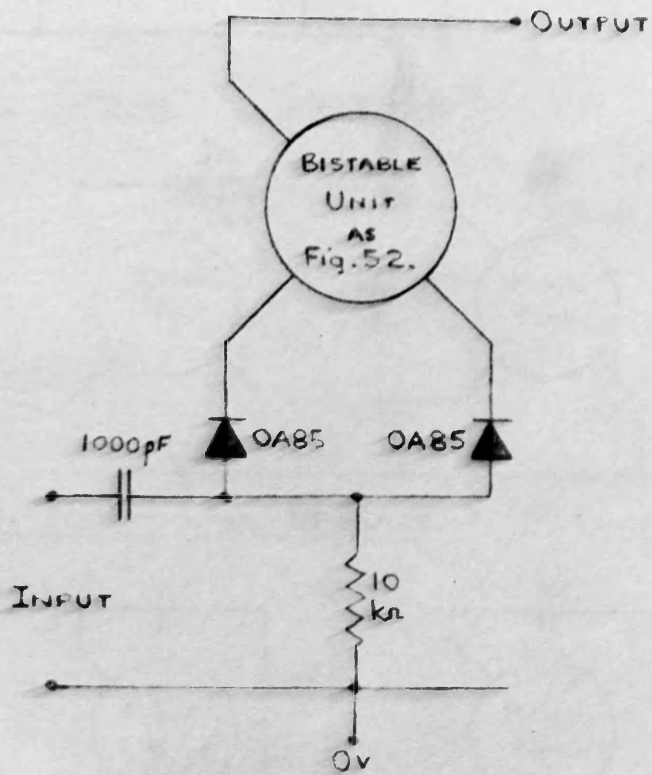 OUTPUT
BISTABLE
UNIT
AS
Fig. 52.
1000pF
OA85
OA85
INPUT
10
kΩ
0v